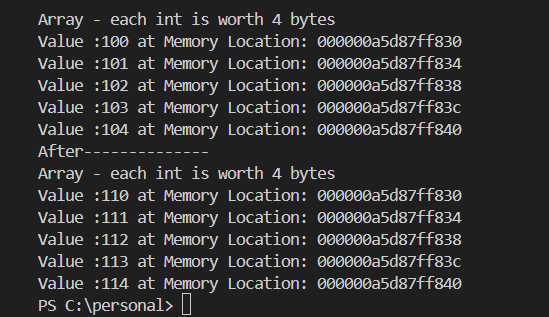 Array - each int is worth 4 bytes
Value :100 at Memory Location: 000000a5d87ff830
Value :101 at Memory Location: 000000a5d87ff834
Value :102 at Memory Location: 000000a5d87ff838
Value :103 at Memory Location: 000000a5d87ff83c
Value :104 at Memory Location: 000000a5d87ff840
After--------------
Array - each int is worth 4 bytes
Value :110 at Memory Location: 000000a5d87ff830
Value :111 at Memory Location: 000000a5d87ff834
Value :112 at Memory Location: 000000a5d87ff838
Value :113 at Memory Location: 000000a5d87ff83c
Value :114 at Memory Location: 000000a5d87ff840
PS C:\personal>